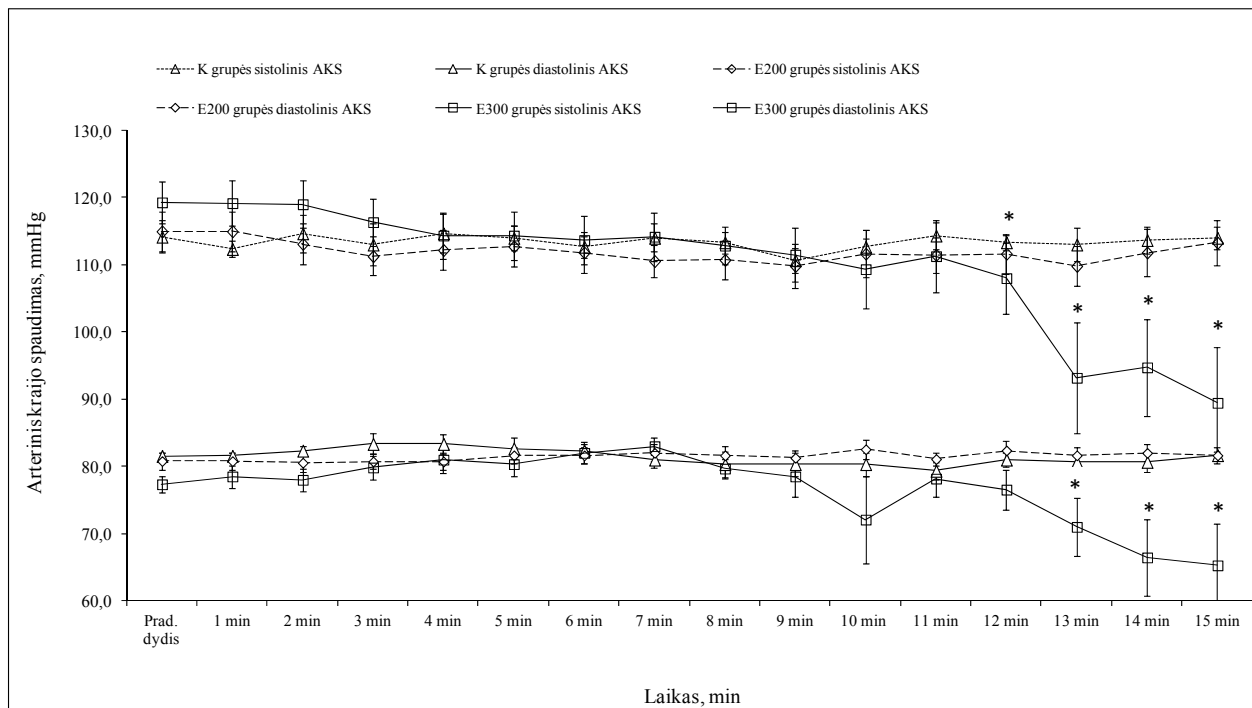 K grupės sistolinis AKS K grupės diastolinis AKS E200 grupės sistolinis AKS
E200 grupės diastolinis AKS E300 grupės sistolinis AKS E300 grupės diastolinis AKS
Arterinis kraijo spaudimas, mmHg
130,0
120,0
110,0
100,0
90,0
80,0
70,0
60,0
* * * *
* * *
Prad. dydis 1 min 2 min 3 min 4 min 5 min 6 min 7 min 8 min 9 min 10 min 11 min 12 min 13 min 14 min 15 min
Laikas, min